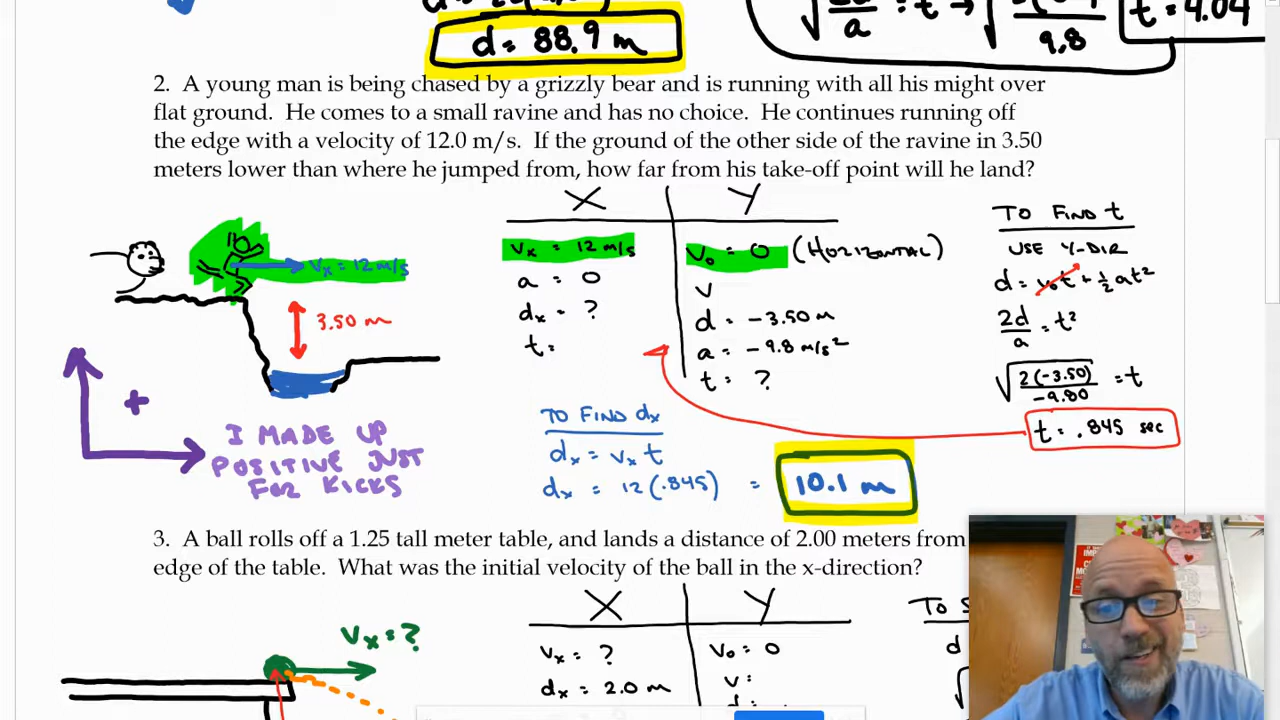 d = 88.9 m
a
9.8
t = 4.04
2. A young man is being chased by a grizzly bear and is running with all his might over
flat ground. He comes to a small ravine and has no choice. He continues running off
the edge with a velocity of 12.0 m/s. If the ground of the other side of the ravine in 3.50
meters lower than where he jumped from, how far from his take-off point will he land?
Vx = 12 m/s
3.50 m
+
I MADE UP
POSITIVE JUST
FOR KICKS
X Y
Vx = 12 m/s
a = 0
dx = ?
t =
V₀ = 0 (HORIZONTAL)
V
d = -3.50 m
a = -9.8 m/s²
t = ?
TO FIND t
USE Y-DIR
d = v₀t + ½at²
2d/a = t²
√2(-3.50)/-9.80 = t
t = .845 sec
TO FIND dx
dx = Vx t
dx = 12(.845) = 10.1 m
3. A ball rolls off a 1.25 tall meter table, and lands a distance of 2.00 meters from
edge of the table. What was the initial velocity of the ball in the x-direction?
Vx = ?
X Y
Vx = ?
dx = 2.0 m
V₀ = 0
V:
d